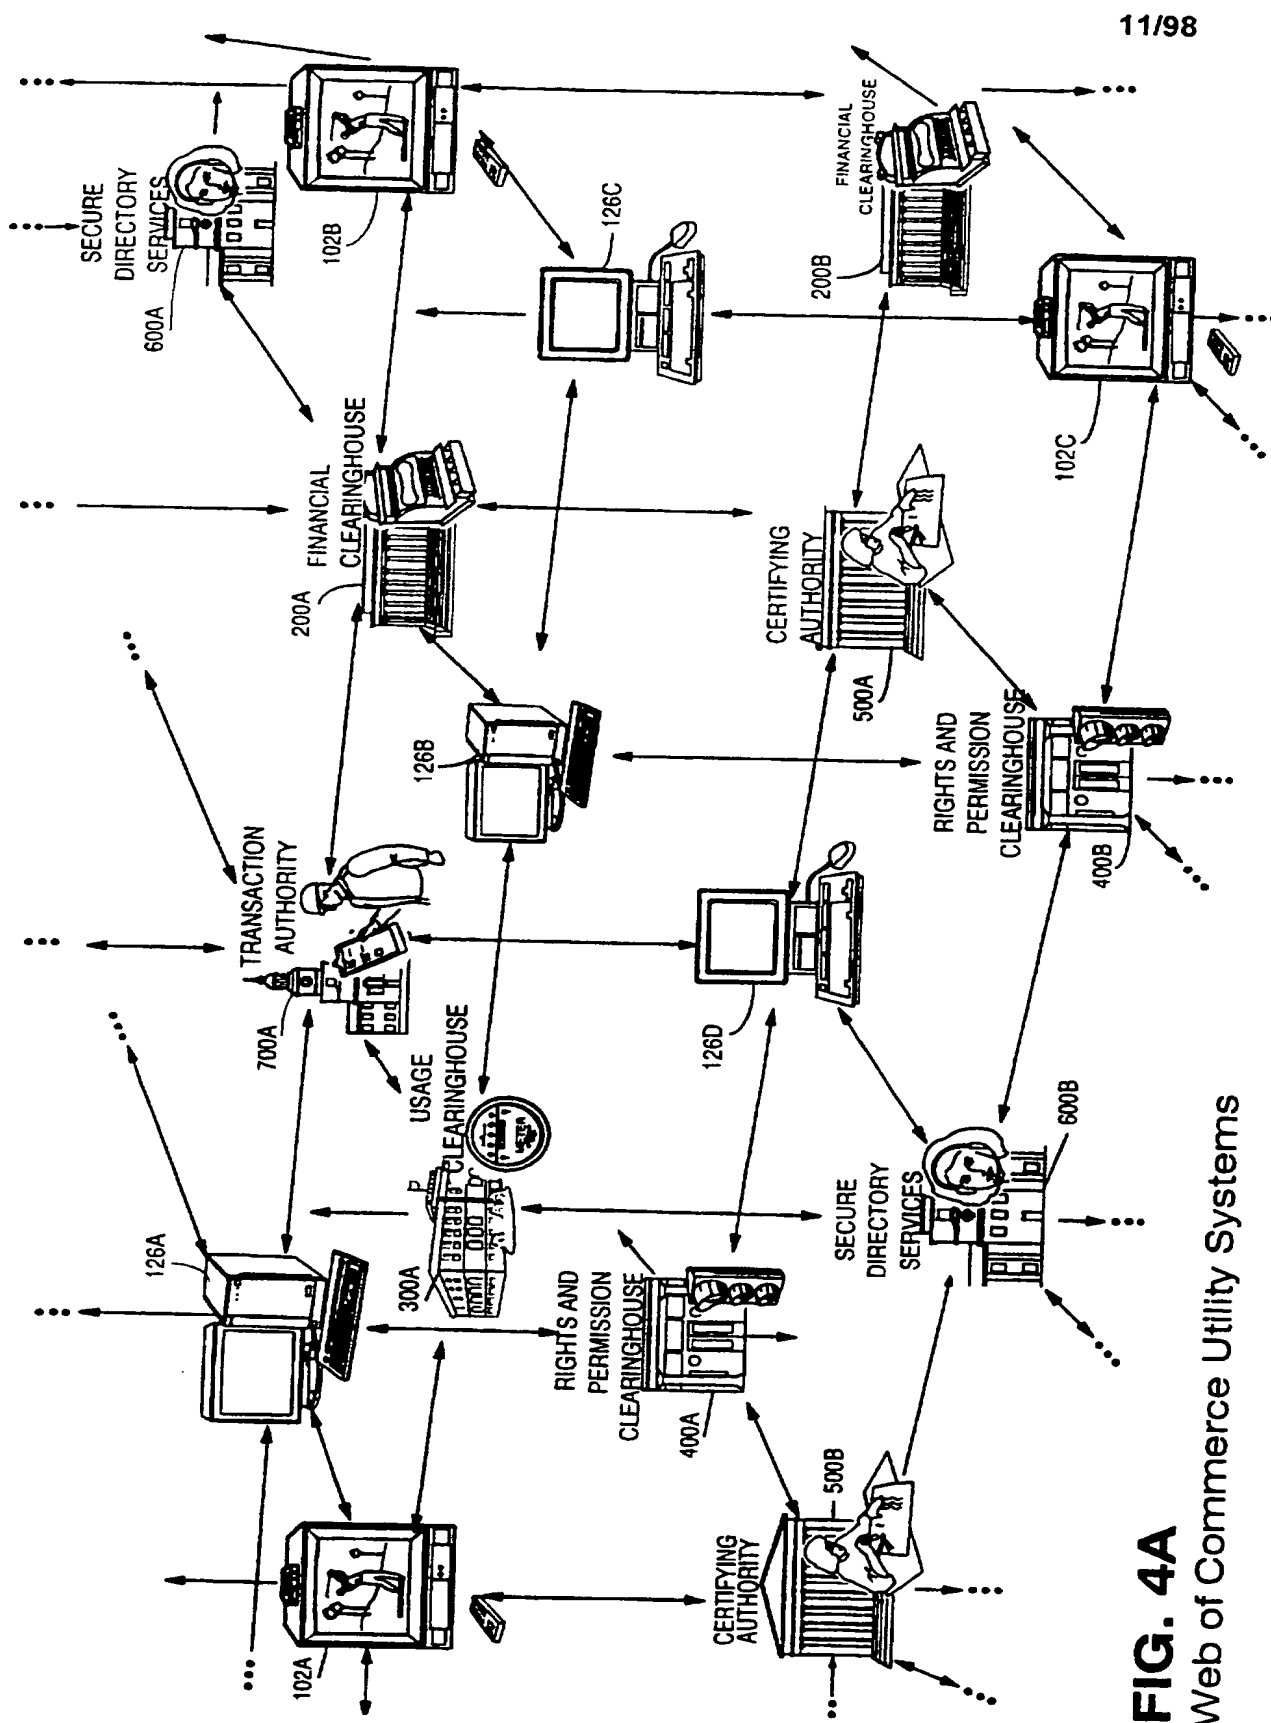 11/98
SECURE
DIRECTORY
SERVICES
600A
102B
126C
FINANCIAL
CLEARINGHOUSE
200B
102C
FINANCIAL
CLEARINGHOUSE
200A
CERTIFYING
AUTHORITY
500A
126B
RIGHTS AND
PERMISSION
CLEARINGHOUSE
400B
TRANSACTION
AUTHORITY
700A
126D
USAGE
CLEARINGHOUSE
METER
300A
126A
SECURE
DIRECTORY
SERVICES
600B
RIGHTS AND
PERMISSION
CLEARINGHOUSE
400A
102A
CERTIFYING
AUTHORITY
500B
FIG. 4A
Web of Commerce Utility Systems